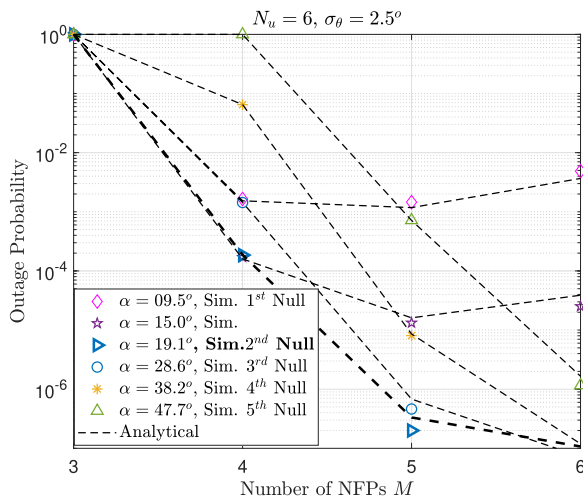 N_u = 6, σ_θ = 2.5°
Outage Probability
10^0
10^-2
10^-4
10^-6
α = 09.5°, Sim. 1^st Null
α = 15.0°, Sim.
α = 19.1°, Sim.2^nd Null
α = 28.6°, Sim. 3^rd Null
α = 38.2°, Sim. 4^th Null
α = 47.7°, Sim. 5^th Null
Analytical
3 4 5 6
Number of NFPs M